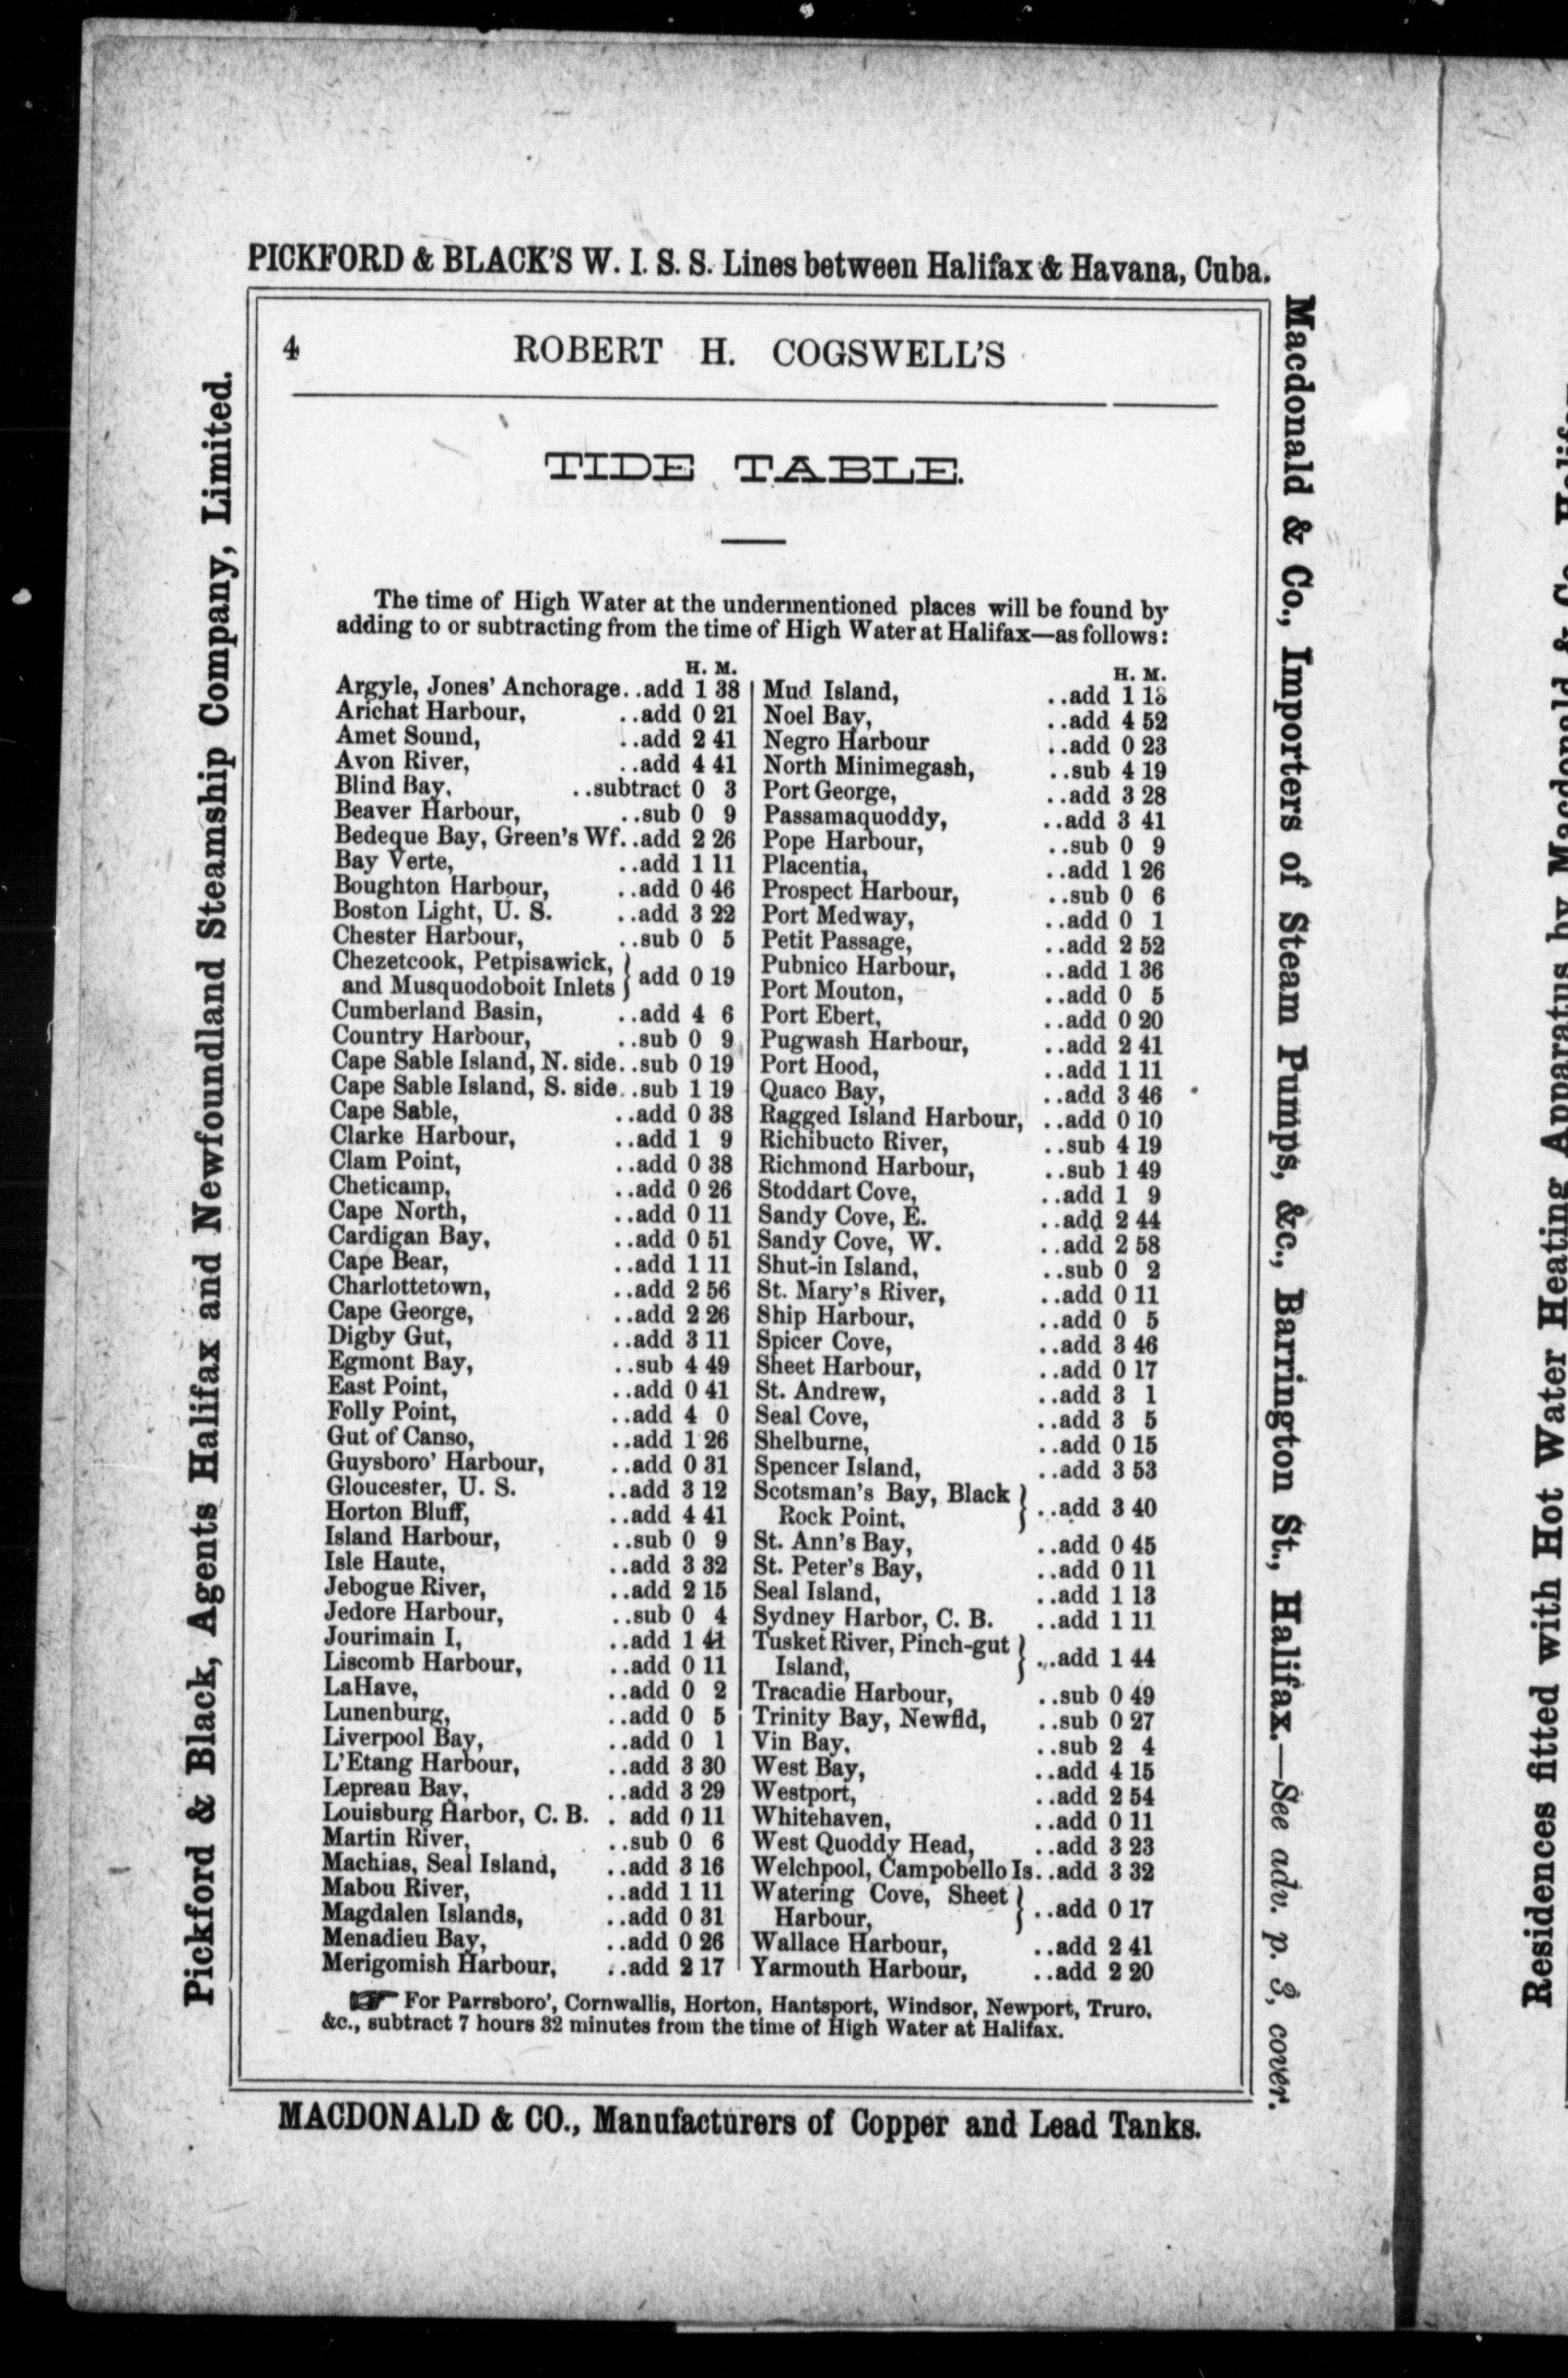 PICKFORD & BLACK'S W. I. S. S. Lines between Halifax & Havana, Cuba.
4 ROBERT H. COGSWELL'S
TIDE TABLE.
The time of High Water at the undermentioned places will be found by
adding to or subtracting from the time of High Water at Halifax—as follows:
H. M.
Argyle, Jones' Anchorage..add 1 38
Arichat Harbour, ..add 0 21
Amet Sound, ..add 2 41
Avon River, ..add 4 41
Blind Bay, ..subtract 0 3
Beaver Harbour, ..sub 0 9
Bedeque Bay, Green's Wf..add 2 26
Bay Verte, ..add 1 11
Boughton Harbour, ..add 0 46
Boston Light, U. S. ..add 3 22
Chester Harbour, ..sub 0 5
Chezetcook, Petpisawick,
and Musquodoboit Inlets } add 0 19
Cumberland Basin, ..add 4 6
Country Harbour, ..sub 0 9
Cape Sable Island, N. side..sub 0 19
Cape Sable Island, S. side..sub 1 19
Cape Sable, ..add 0 38
Clarke Harbour, ..add 1 9
Clam Point, ..add 0 38
Cheticamp, ..add 0 26
Cape North, ..add 0 11
Cardigan Bay, ..add 0 51
Cape Bear, ..add 1 11
Charlottetown, ..add 2 56
Cape George, ..add 2 26
Digby Gut, ..add 3 11
Egmont Bay, ..sub 4 49
East Point, ..add 0 41
Folly Point, ..add 4 0
Gut of Canso, ..add 1 26
Guysboro' Harbour, ..add 0 31
Gloucester, U. S. ..add 3 12
Horton Bluff, ..add 4 41
Island Harbour, ..sub 0 9
Isle Haute, ..add 3 32
Jebogue River, ..add 2 15
Jedore Harbour, ..sub 0 4
Jourimain I, ..add 1 41
Liscomb Harbour, ..add 0 11
LaHave, ..add 0 2
Lunenburg, ..add 0 5
Liverpool Bay, ..add 0 1
L'Etang Harbour, ..add 3 30
Lepreau Bay, ..add 3 29
Louisburg Harbor, C. B. . add 0 11
Martin River, ..sub 0 6
Machias, Seal Island, ..add 3 16
Mabou River, ..add 1 11
Magdalen Islands, ..add 0 31
Menadieu Bay, ..add 0 26
Merigomish Harbour, ..add 2 17
H. M.
Mud Island, ..add 1
Noel Bay, ..add 4 52
Negro Harbour ..add 0 23
North Minimegash, ..sub 4 19
Port George, ..add 3 28
Passamaquoddy, ..add 3 41
Pope Harbour, ..sub 0 9
Placentia, ..add 1 26
Prospect Harbour, ..sub 0 6
Port Medway, ..add 0 1
Petit Passage, ..add 2 52
Pubnico Harbour, ..add 1 36
Port Mouton, ..add 0 5
Port Ebert, ..add 0 20
Pugwash Harbour, ..add 2 41
Port Hood, ..add 1 11
Quaco Bay, ..add 3 46
Ragged Island Harbour, ..add 0 10
Richibucto River, ..sub 4 19
Richmond Harbour, ..sub 1 49
Stoddart Cove, ..add 1 9
Sandy Cove, E. ..add 2 44
Sandy Cove, W. ..add 2 58
Shut-in Island, ..sub 0 2
St. Mary's River, ..add 0 11
Ship Harbour, ..add 0 5
Spicer Cove, ..add 3 46
Sheet Harbour, ..add 0 17
St. Andrew, ..add 3 1
Seal Cove, ..add 3 5
Shelburne, ..add 0 15
Spencer Island, ..add 3 53
Scotsman's Bay, Black
Rock Point, } ..add 3 40
St. Ann's Bay, ..add 0 45
St. Peter's Bay, ..add 0 11
Seal Island, ..add 1 13
Sydney Harbor, C. B. ..add 1 11
Tusket River, Pinch-gut
Island, } ..add 1 44
Tracadie Harbour, ..sub 0 49
Trinity Bay, Newfld, ..sub 0 27
Vin Bay, ..sub 2 4
West Bay, ..add 4 15
Westport, ..add 2 54
Whitehaven, ..add 0 11
West Quoddy Head, ..add 3 23
Welchpool, Campobello Is..add 3 32
Watering Cove, Sheet
Harbour, } ..add 0 17
Wallace Harbour, ..add 2 41
Yarmouth Harbour, ..add 2 20
☞ For Parrsboro', Cornwallis, Horton, Hantsport, Windsor, Newport, Truro,
&c., subtract 7 hours 32 minutes from the time of High Water at Halifax.
MACDONALD & CO., Manufacturers of Copper and Lead Tanks.
Pickford & Black, Agents Halifax and Newfoundland Steamship Company, Limited.
Macdonald & Co., Importers of Steam Pumps, &c., Barrington St., Halifax.—See adv. p. 3, cover.
Residences fitted with Hot Water Heating Apparatus by Macdonald & Co.